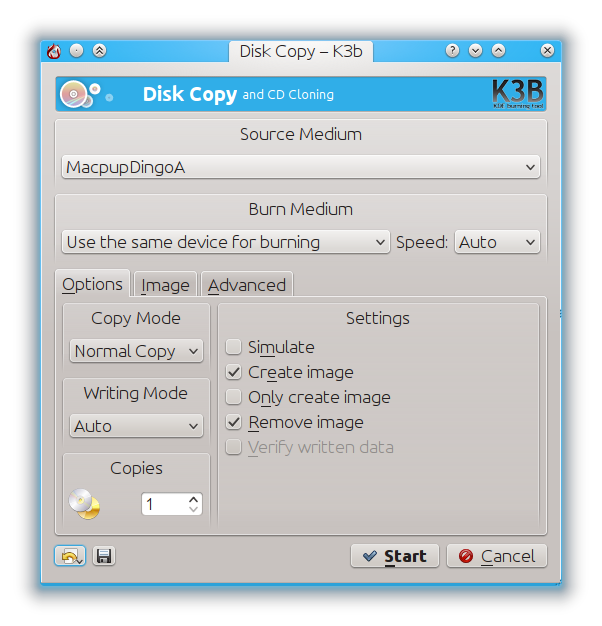 Disk Copy – K3b
Disk Copy and CD Cloning
K3B
K3B burning tool
Source Medium
MacpupDingoA
Burn Medium
Use the same device for burning Speed: Auto
Options Image Advanced
Copy Mode
Normal Copy
Writing Mode
Auto
Copies
1
Settings
Simulate
Create image
Only create image
Remove image
Verify written data
Start Cancel